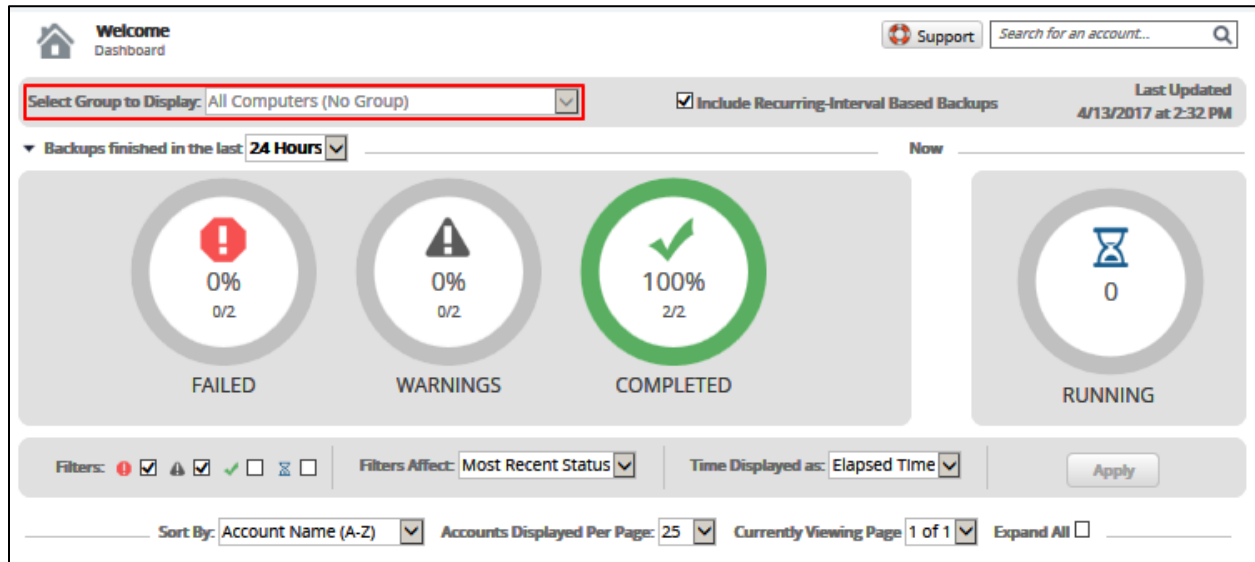 Welcome
Dashboard
Support
Search for an account...
Select Group to Display: All Computers (No Group)
Include Recurring-Interval Based Backups
Last Updated
4/13/2017 at 2:32 PM
Backups finished in the last 24 Hours
Now
0%
0/2
FAILED
0%
0/2
WARNINGS
100%
2/2
COMPLETED
0
RUNNING
Filters:
Filters Affect: Most Recent Status
Time Displayed as: Elapsed TIme
Apply
Sort By: Account Name (A-Z)
Accounts Displayed Per Page: 25
Currently Viewing Page 1 of 1
Expand All